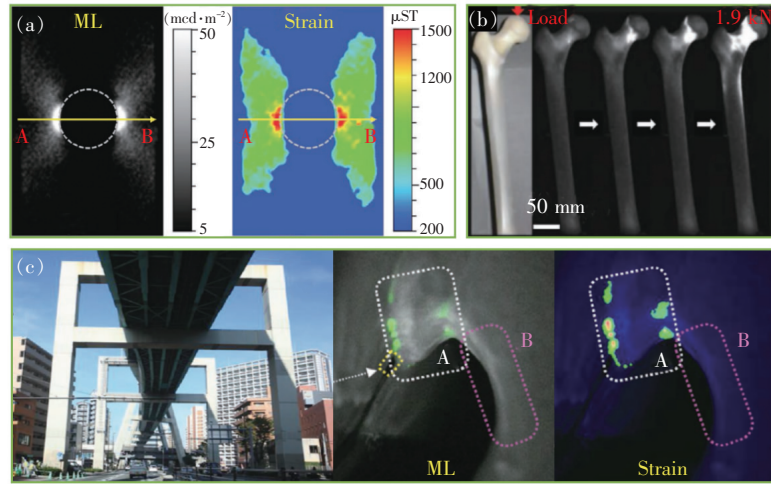 (a)
ML
(mcd·m⁻²)
50
25
5
A
B
Strain
μST
1500
1200
500
200
A
B
(b)
Load
1.9 kN
50 mm
(c)
A
B
ML
A
B
Strain